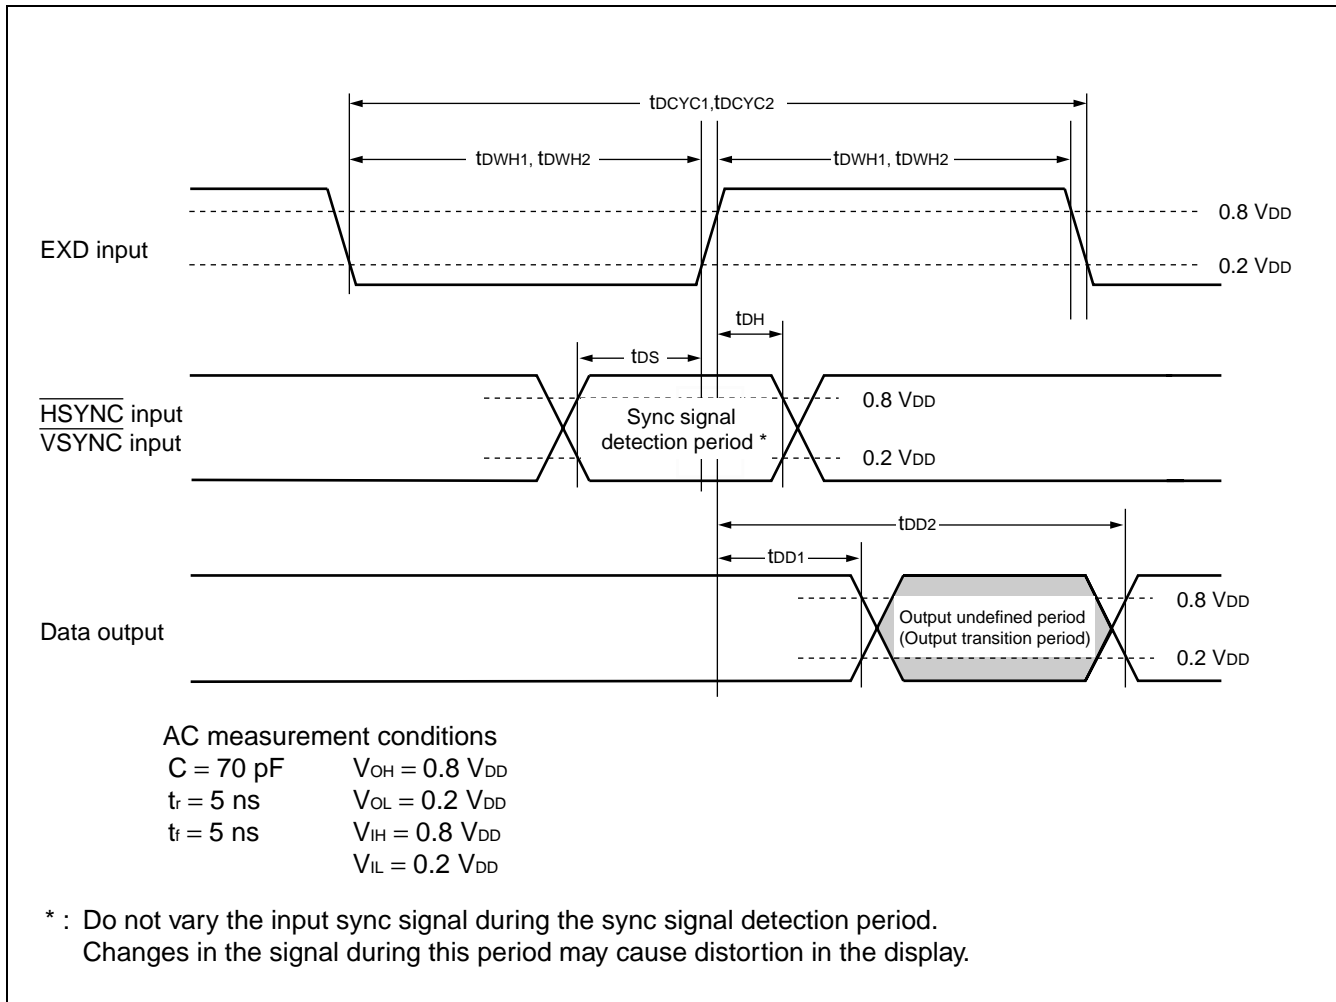 tDCYC1,tDCYC2
tDWH1, tDWH2
tDWH1, tDWH2
0.8 VDD
EXD input
0.2 VDD
tDH
tDS
HSYNC input
VSYNC input
0.8 VDD
Sync signal
detection period *
0.2 VDD
tDD2
tDD1
0.8 VDD
Data output
Output undefined period
(Output transition period)
0.2 VDD
AC measurement conditions
C = 70 pF VOH = 0.8 VDD
tr = 5 ns VOL = 0.2 VDD
tf = 5 ns VIH = 0.8 VDD
VIL = 0.2 VDD
* : Do not vary the input sync signal during the sync signal detection period.
Changes in the signal during this period may cause distortion in the display.